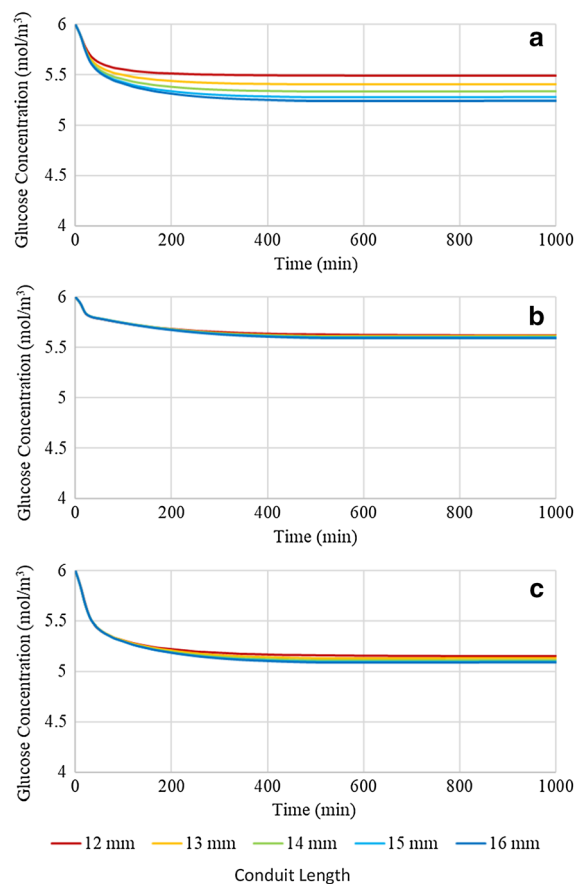 a
Glucose Concentration (mol/m³)
6
5.5
5
4.5
4
0 200 400 600 800 1000
Time (min)
b
Glucose Concentration (mol/m³)
6
5.5
5
4.5
4
0 200 400 600 800 1000
Time (min)
c
Glucose Concentration (mol/m³)
6
5.5
5
4.5
4
0 200 400 600 800 1000
Time (min)
12 mm 13 mm 14 mm 15 mm 16 mm
Conduit Length